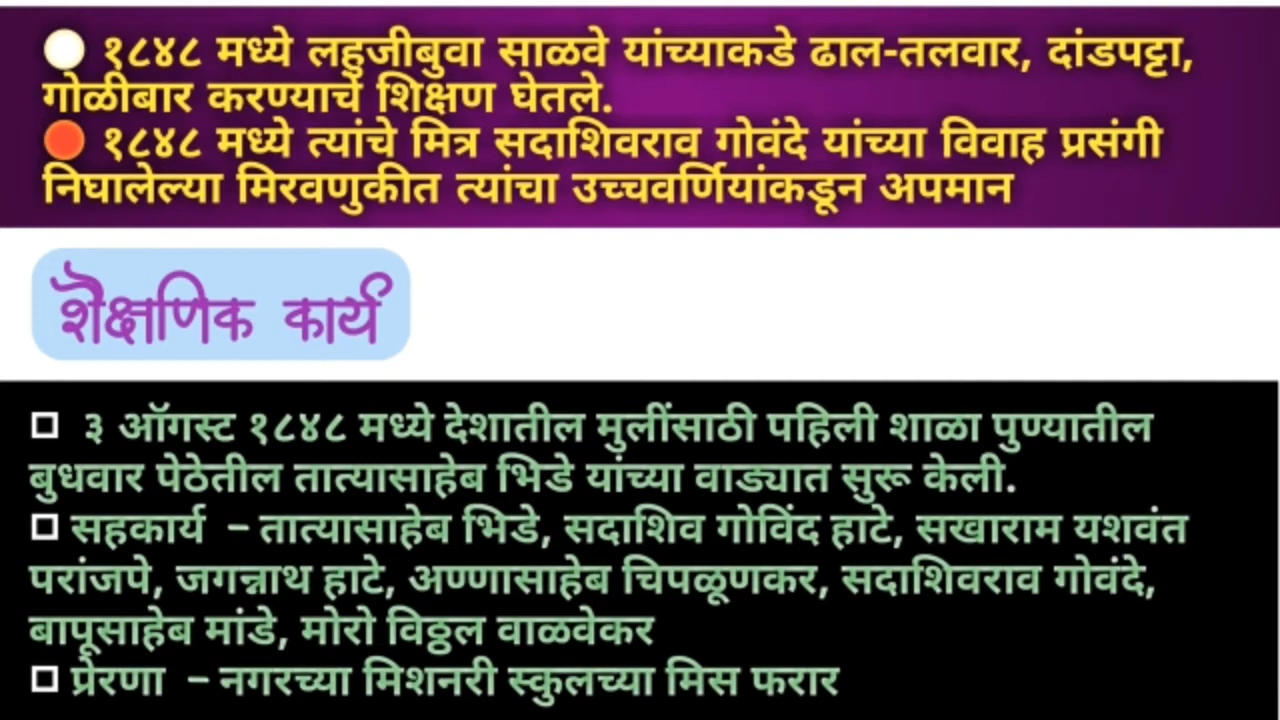 १८४८ मध्ये लहुजीबुवा साळवे यांच्याकडे ढाल-तलवार, दांडपट्टा,
गोळीबार करण्याचे शिक्षण घेतले.
१८४८ मध्ये त्यांचे मित्र सदाशिवराव गोवंदे यांच्या विवाह प्रसंगी
निघालेल्या मिरवणुकीत त्यांचा उच्चवर्णियांकडून अपमान
शैक्षणिक कार्य
३ ऑगस्ट १८४८ मध्ये देशातील मुलींसाठी पहिली शाळा पुण्यातील
बुधवार पेठेतील तात्यासाहेब भिडे यांच्या वाड्यात सुरू केली.
सहकार्य – तात्यासाहेब भिडे, सदाशिव गोविंद हाटे, सखाराम यशवंत
परांजपे, जगन्नाथ हाटे, अण्णासाहेब चिपळूणकर, सदाशिवराव गोवंदे,
बापूसाहेब मांडे, मोरो विठ्ठल वाळवेकर
प्रेरणा – नगरच्या मिशनरी स्कुलच्या मिस फरार